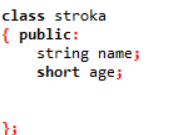 class stroka
{ public:
    string name;
    short age;
};